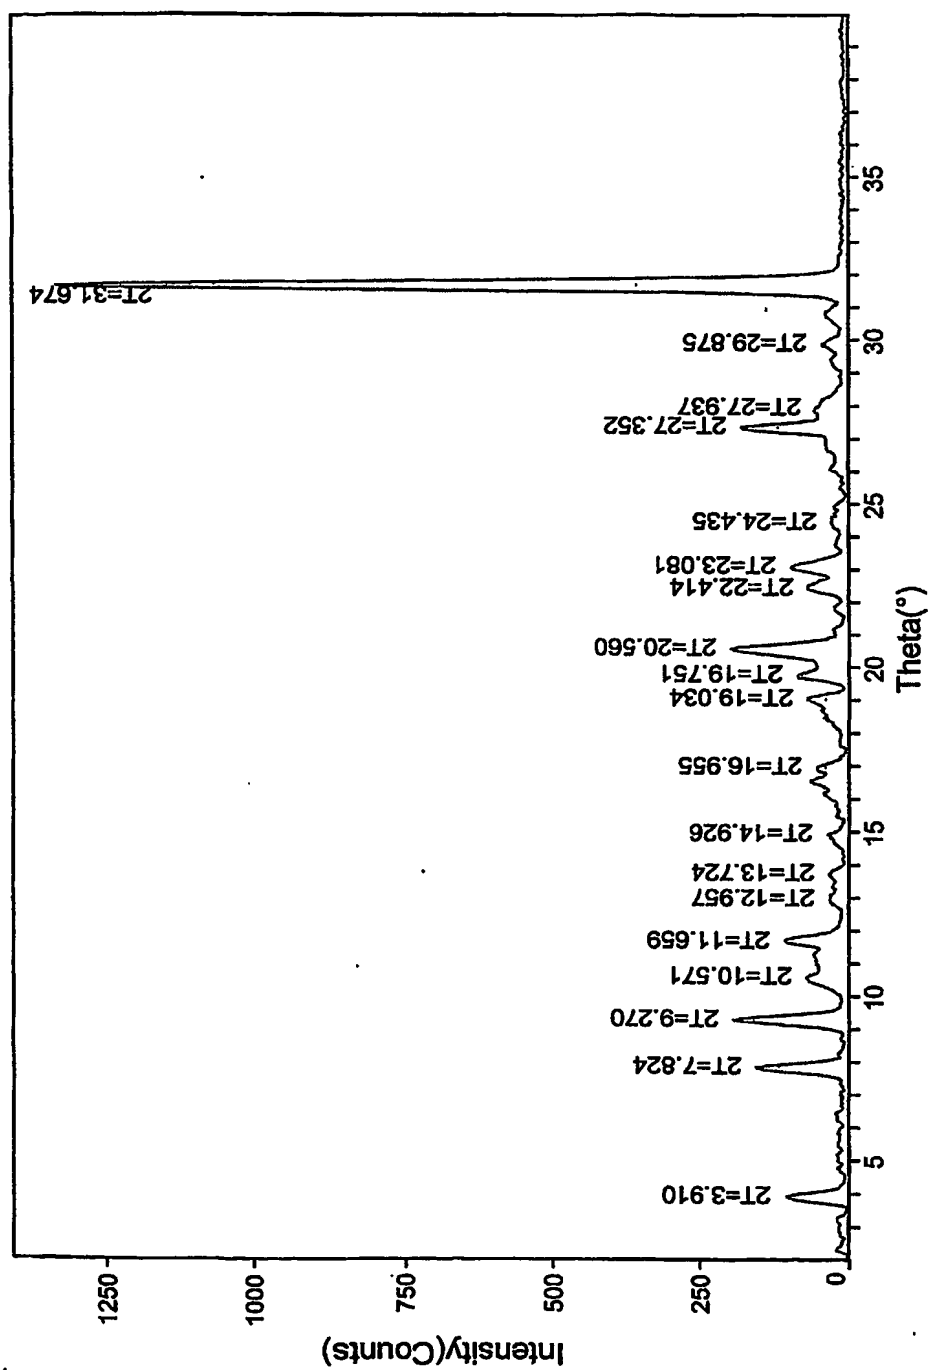 Intensity(Counts)
1250
1000
750
500
250
0
2T=3.910
2T=7.824
2T=9.270
2T=10.571
2T=11.659
2T=12.957
2T=13.724
2T=14.926
2T=16.955
2T=19.034
2T=19.751
2T=20.560
2T=22.414
2T=23.081
2T=24.435
2T=27.352
2T=27.937
2T=29.875
2T=31.674
5
10
15
20
25
30
35
Theta(°)